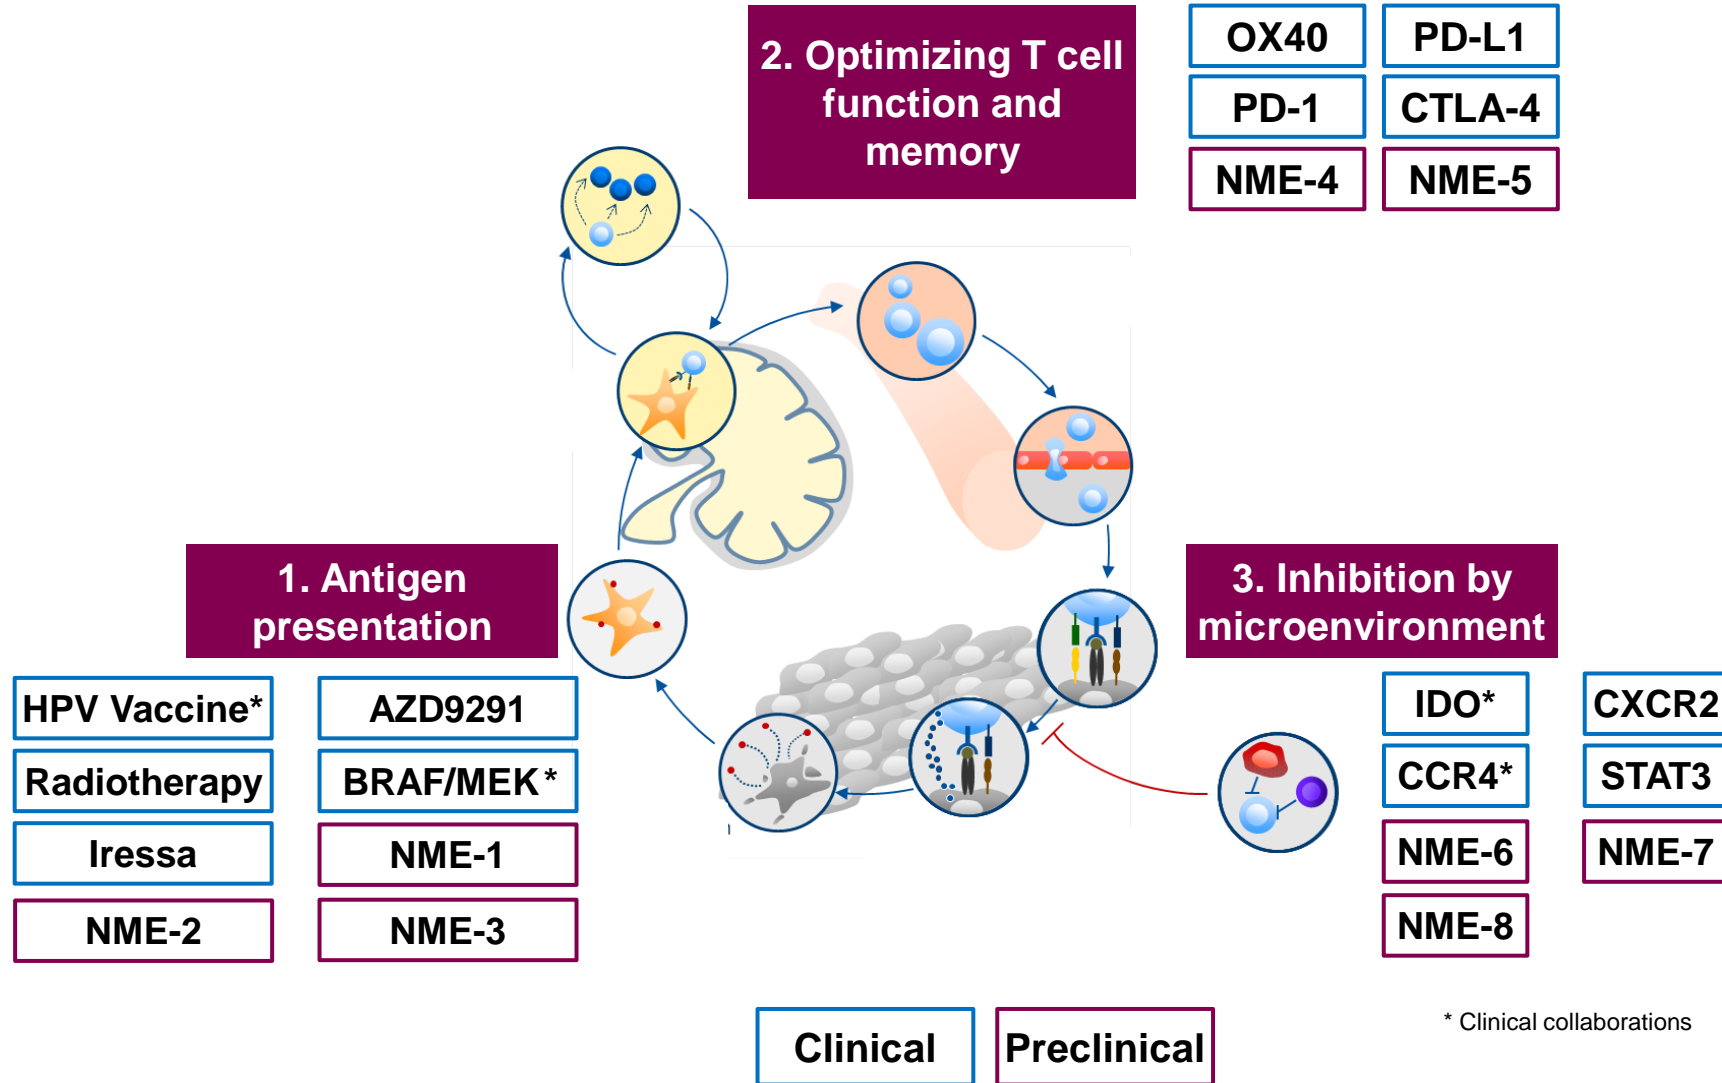 2. Optimizing T cell
function and
memory
OX40 PD-L1
PD-1 CTLA-4
NME-4 NME-5
1. Antigen
presentation
HPV Vaccine* AZD9291
Radiotherapy BRAF/MEK*
Iressa NME-1
NME-2 NME-3
3. Inhibition by
microenvironment
IDO* CXCR2
CCR4* STAT3
NME-6 NME-7
NME-8
Clinical Preclinical
* Clinical collaborations